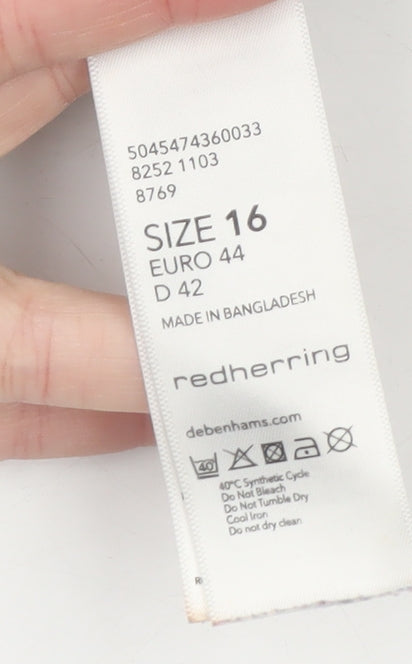 5045474360033
8252 1103
8769
SIZE 16
EURO 44
D 42
MADE IN BANGLADESH
redherring
debenhams.com
40°
40°C Synthetic Cycle
Do Not Bleach
Do Not Tumble Dry
Cool Iron
Do not dry clean